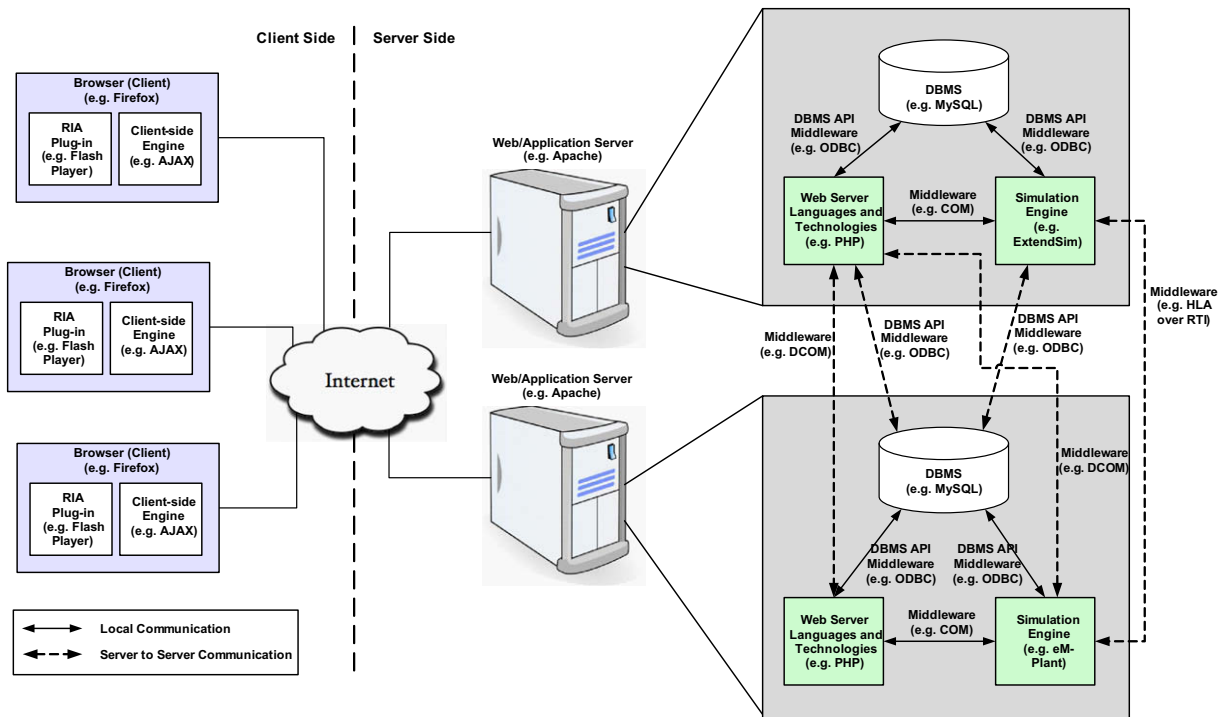 Client Side
Server Side
Browser (Client)
(e.g. Firefox)
RIA
Plug-in
(e.g. Flash
Player)
Client-side
Engine
(e.g. AJAX)
Browser (Client)
(e.g. Firefox)
RIA
Plug-in
(e.g. Flash
Player)
Client-side
Engine
(e.g. AJAX)
Browser (Client)
(e.g. Firefox)
RIA
Plug-in
(e.g. Flash
Player)
Client-side
Engine
(e.g. AJAX)
Local Communication
Server to Server Communication
Internet
Web/Application Server
(e.g. Apache)
Web/Application Server
(e.g. Apache)
DBMS
(e.g. MySQL)
DBMS API
Middleware
(e.g. ODBC)
DBMS API
Middleware
(e.g. ODBC)
Web Server
Languages and
Technologies
(e.g. PHP)
Middleware
(e.g. COM)
Simulation
Engine
(e.g.
ExtendSim)
Middleware
(e.g. DCOM)
DBMS API
Middleware
(e.g. ODBC)
DBMS API
Middleware
(e.g. ODBC)
Middleware
(e.g. HLA
over RTI)
Middleware
(e.g. DCOM)
DBMS
(e.g. MySQL)
DBMS API
Middleware
(e.g. ODBC)
DBMS API
Middleware
(e.g. ODBC)
Web Server
Languages and
Technologies
(e.g. PHP)
Middleware
(e.g. COM)
Simulation
Engine
(e.g. eM-
Plant)